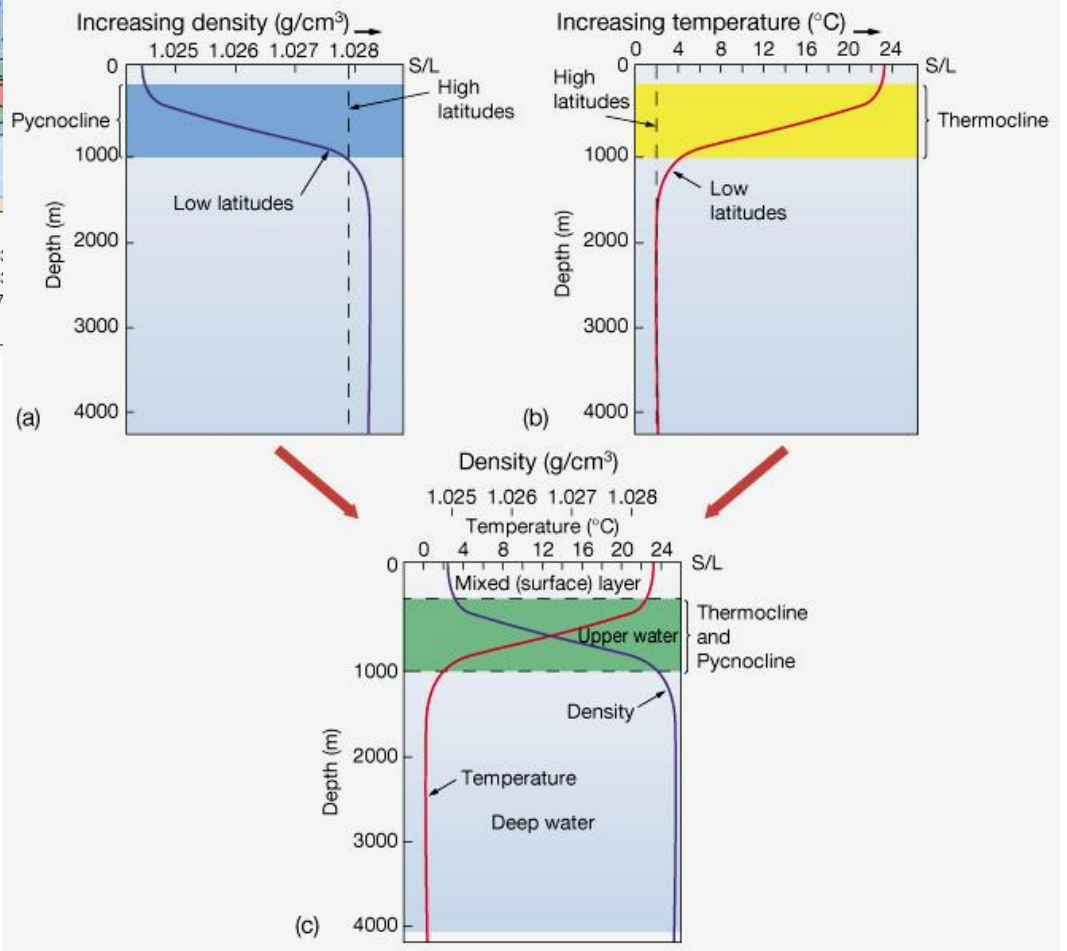 Increasing density (g/cm³)
1.025 1.026 1.027 1.028
0
S/L
High
latitudes
Pycnocline
1000
Low latitudes
2000
Depth (m)
3000
4000
(a)
Increasing temperature (°C)
0 4 8 12 16 20 24
0
S/L
High
latitudes
Thermocline
1000
Low
latitudes
2000
Depth (m)
3000
4000
(b)
Density (g/cm³)
1.025 1.026 1.027 1.028
Temperature (°C)
0 4 8 12 16 20 24
0
S/L
Mixed (surface) layer
Thermocline
and
Pycnocline
Upper water
1000
Density
2000
Depth (m)
Temperature
Deep water
3000
4000
(c)